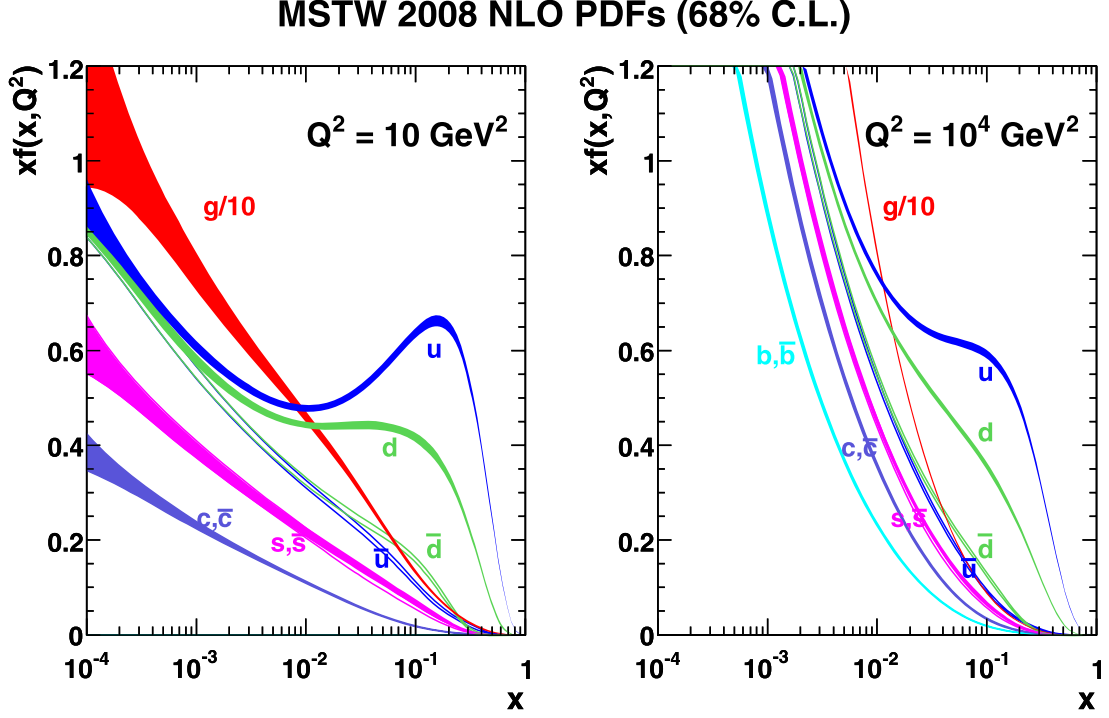 MSTW 2008 NLO PDFs (68% C.L.)
xf(x,Q²)
1.2
1
0.8
0.6
0.4
0.2
0
Q² = 10 GeV²
g/10
u
d
c,c̅
s,s̅
u̅
d̅
10⁻⁴
10⁻³
10⁻²
10⁻¹
1
x
xf(x,Q²)
1.2
1
0.8
0.6
0.4
0.2
0
Q² = 10⁴ GeV²
g/10
b,b̅
u
d
c,c̅
s,s̅
d̅
u̅
10⁻⁴
10⁻³
10⁻²
10⁻¹
1
x